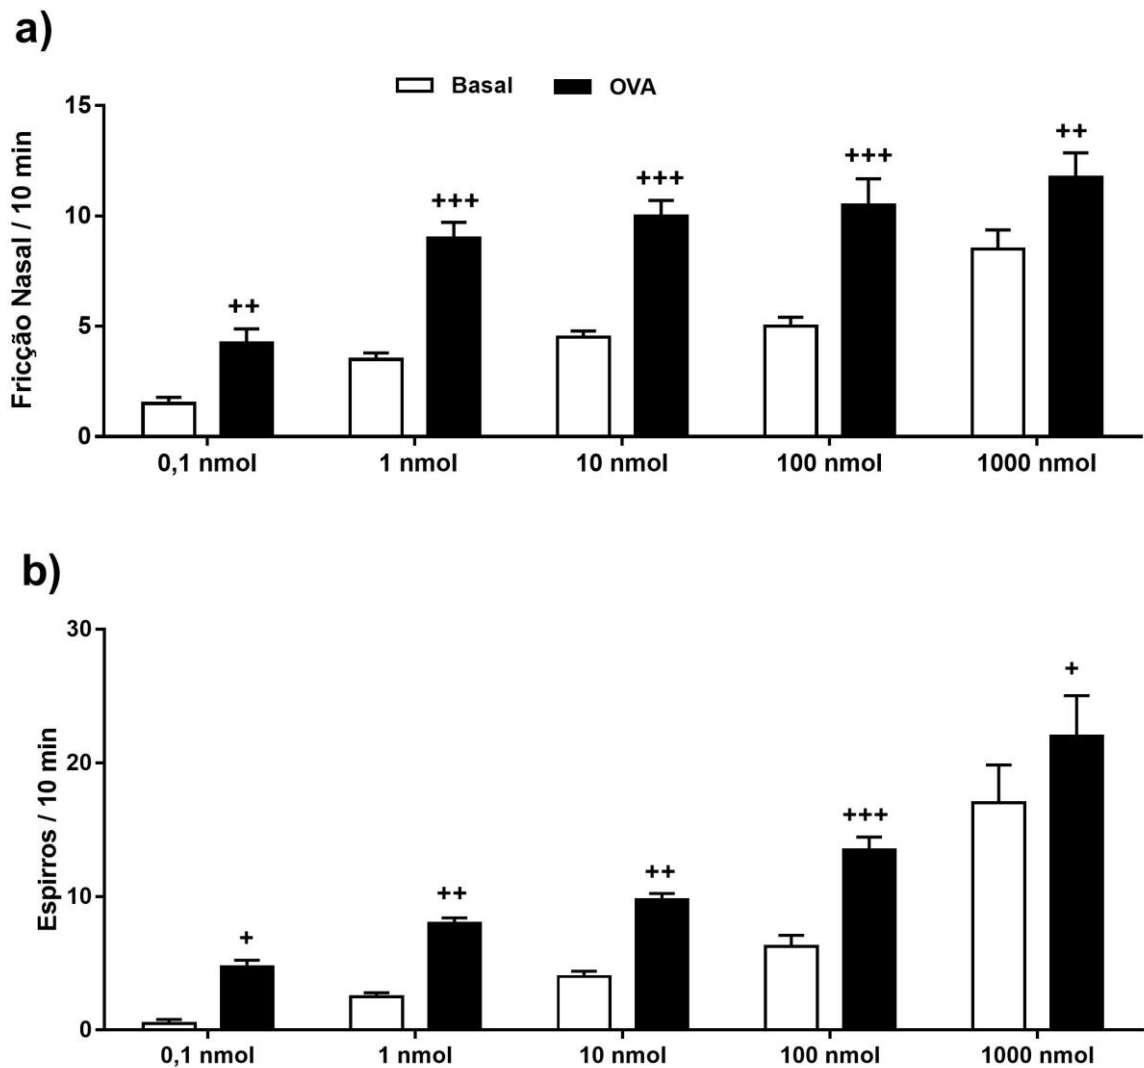 a)
Basal OVA
Fricção Nasal / 10 min
15
10
5
0
++
+++
+++
+++
++
0,1 nmol 1 nmol 10 nmol 100 nmol 1000 nmol
b)
Espirros / 10 min
30
20
10
0
+
++
++
+++
+
0,1 nmol 1 nmol 10 nmol 100 nmol 1000 nmol